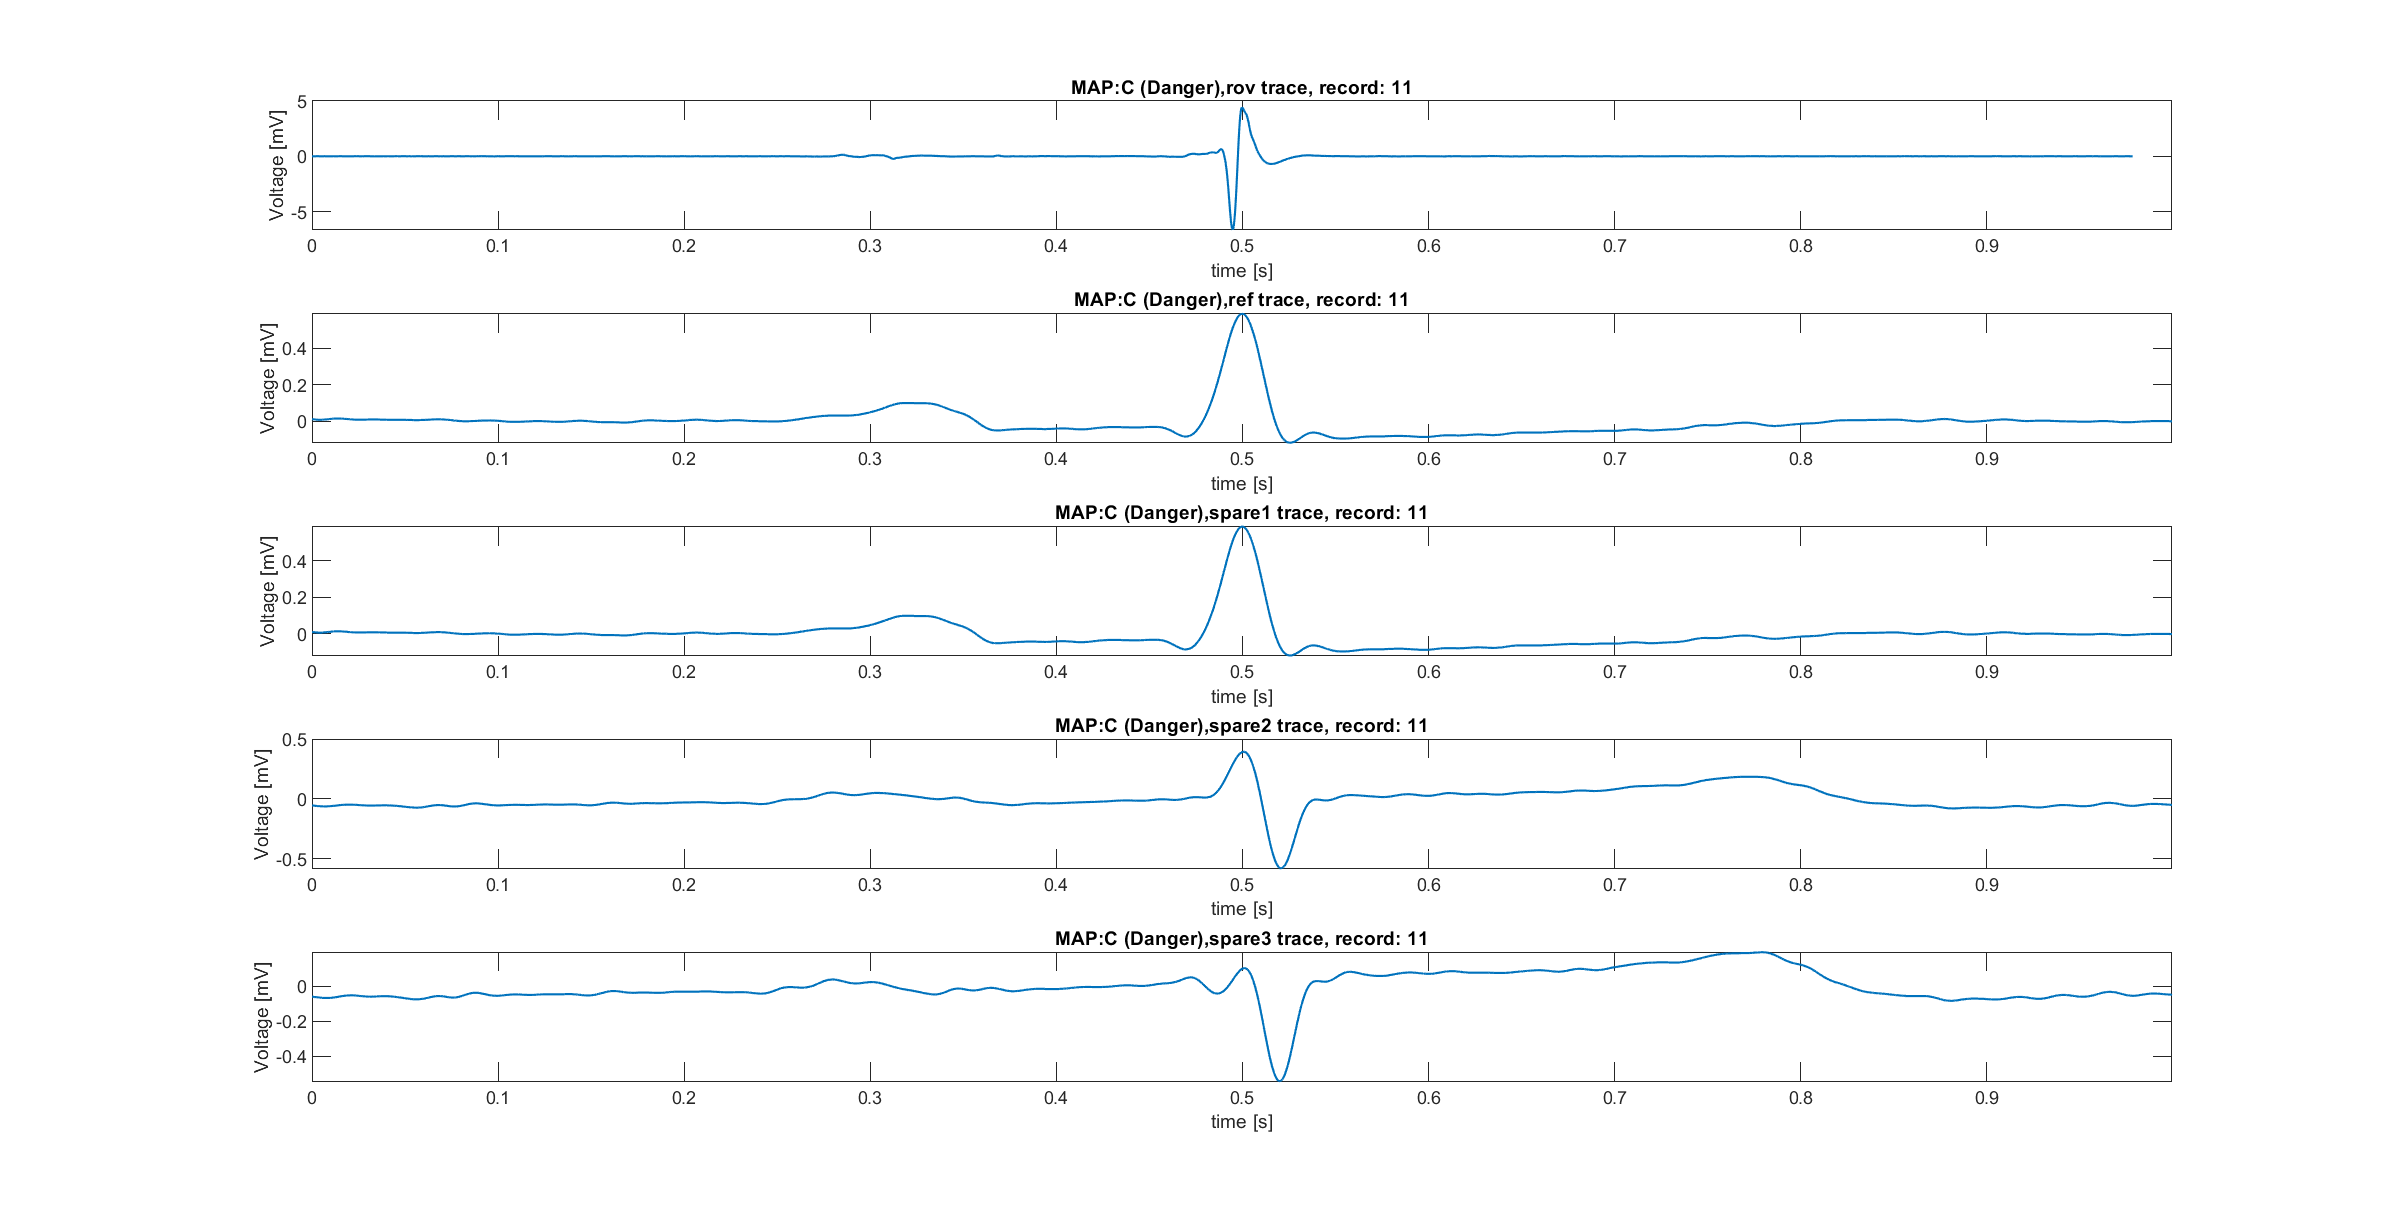 MAP:C (Danger),rov trace, record: 11
Voltage [mV]
5
0
-5
0 0.1 0.2 0.3 0.4 0.5 0.6 0.7 0.8 0.9
time [s]
MAP:C (Danger),ref trace, record: 11
Voltage [mV]
0.4
0.2
0
0 0.1 0.2 0.3 0.4 0.5 0.6 0.7 0.8 0.9
time [s]
MAP:C (Danger),spare1 trace, record: 11
Voltage [mV]
0.4
0.2
0
0 0.1 0.2 0.3 0.4 0.5 0.6 0.7 0.8 0.9
time [s]
MAP:C (Danger),spare2 trace, record: 11
Voltage [mV]
0.5
0
-0.5
0 0.1 0.2 0.3 0.4 0.5 0.6 0.7 0.8 0.9
time [s]
MAP:C (Danger),spare3 trace, record: 11
Voltage [mV]
0
-0.2
-0.4
0 0.1 0.2 0.3 0.4 0.5 0.6 0.7 0.8 0.9
time [s]